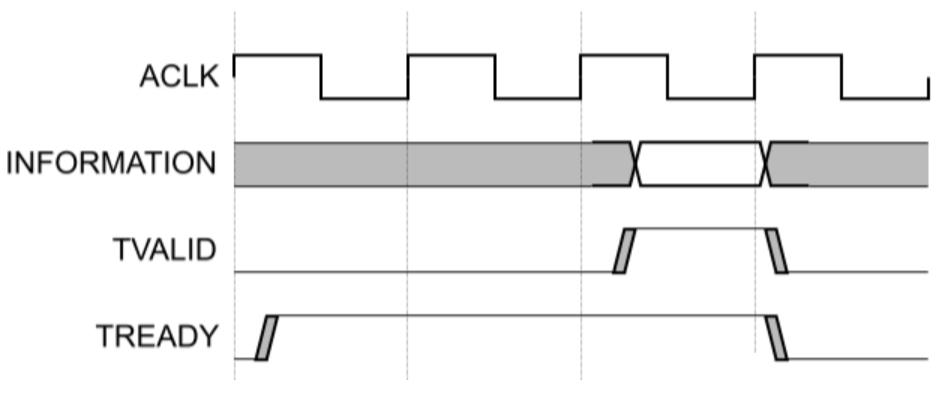 ACLK
INFORMATION
TVALID
TREADY